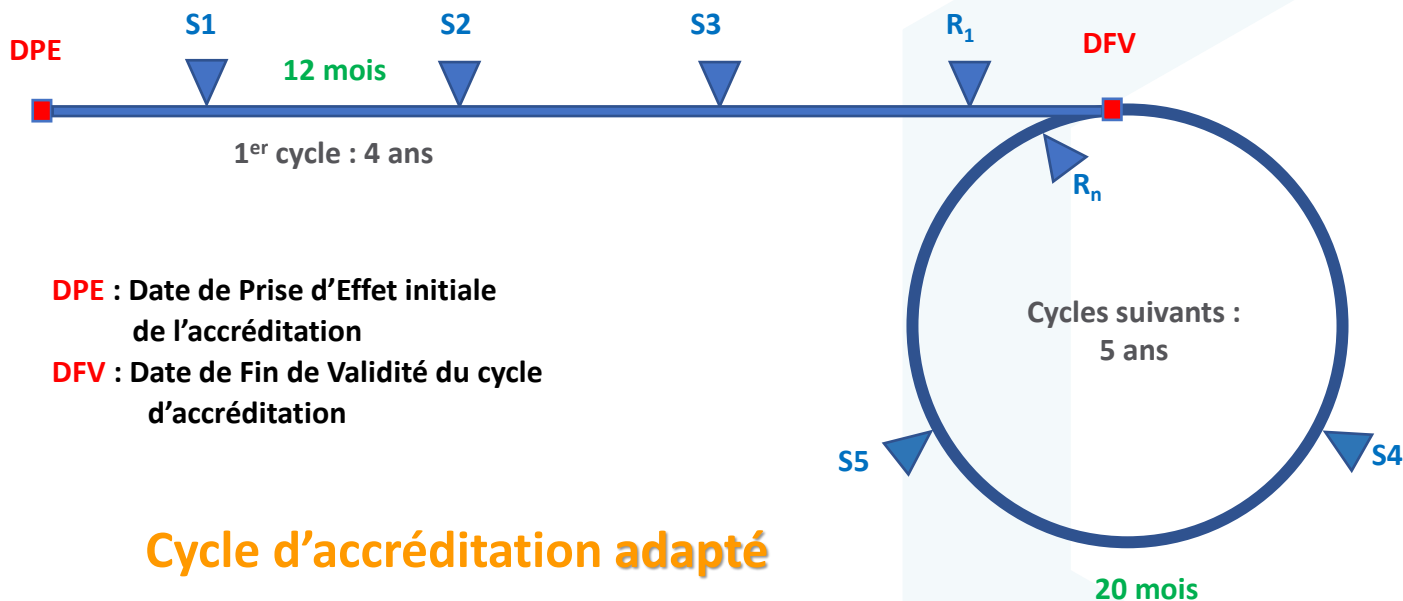 S1
S2
S3
R₁
DPE
DFV
12 mois
1er cycle : 4 ans
Rn
DPE : Date de Prise d’Effet initiale
de l’accréditation
DFV : Date de Fin de Validité du cycle
d’accréditation
Cycles suivants :
5 ans
S5
S4
Cycle d’accréditation adapté
20 mois